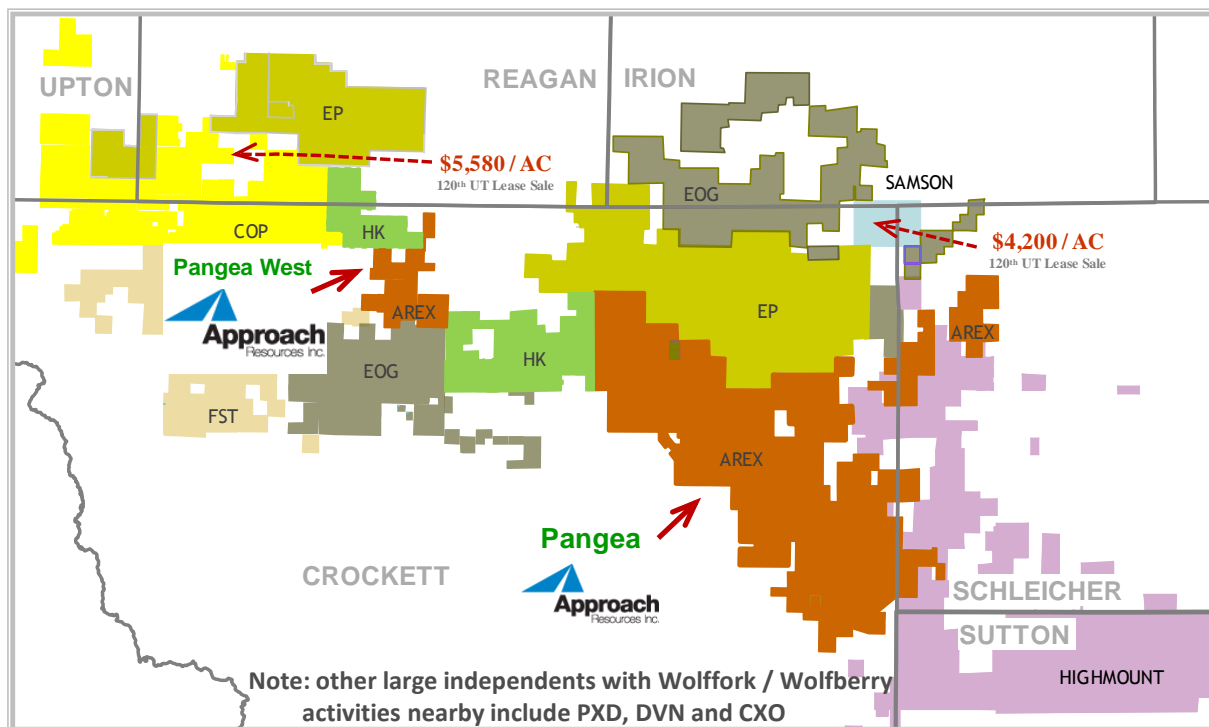 UPTON
REAGAN
IRION
EP
$5,580 / AC
120th UT Lease Sale
EOG
SAMSON
COP
HK
$4,200 / AC
120th UT Lease Sale
Pangea West
Approach
Resources Inc.
AREX
EP
AREX
EOG
HK
FST
AREX
Pangea
CROCKETT
Approach
Resources Inc.
SCHLEICHER
SUTTON
HIGHMOUNT
Note: other large independents with Wolffork / Wolfberry
activities nearby include PXD, DVN and CXO